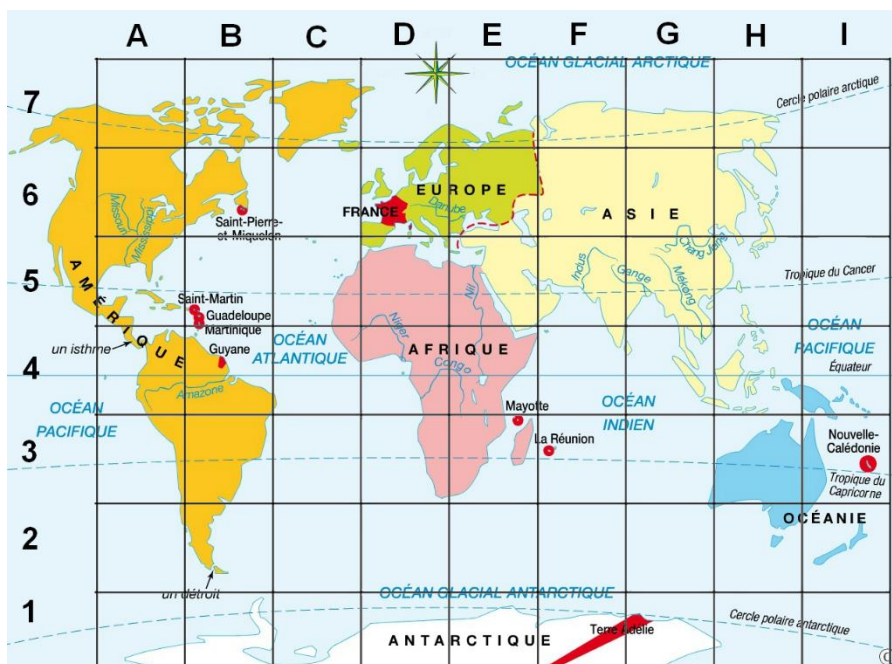 A B C D E F G H I
OCÉAN GLACIAL ARCTIQUE
7
Cercle polaire arctique
6
EUROPE
Missouri
Mississippi
Danube
FRANCE
ASIE
Saint-Pierre-
et-Miquelon
Chang Jiang
5
AMÉRIQUE
Nil
Indus
Gange
Mékong
Tropique du Cancer
Saint-Martin
Guadeloupe
Martinique
Niger
un isthme
Guyane
OCÉAN
ATLANTIQUE
AFRIQUE
OCÉAN
PACIFIQUE
Congo
Équateur
4
Amazone
OCÉAN
PACIFIQUE
Mayotte
OCÉAN
INDIEN
La Réunion
Nouvelle-
Calédonie
3
Tropique du
Capricorne
OCÉANIE
2
un détroit
OCÉAN GLACIAL ANTARCTIQUE
1
Cercle polaire antarctique
Terre Adélie
ANTARCTIQUE
©